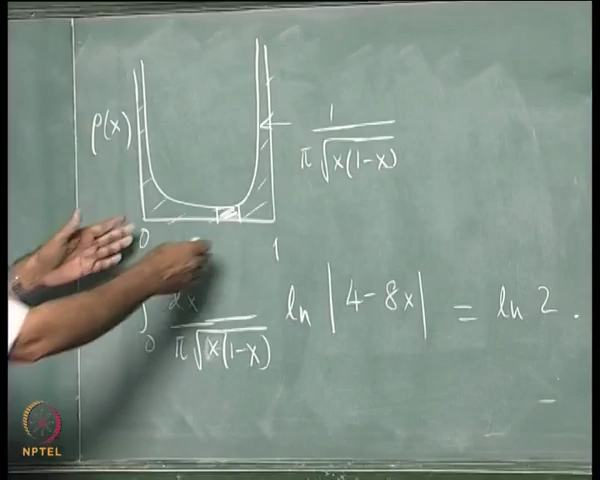 ρ(x)
1
π√x(1-x)
0
1
∫ dx ln |4-8x| = ln 2 .
0 π√x(1-x)
NPTEL